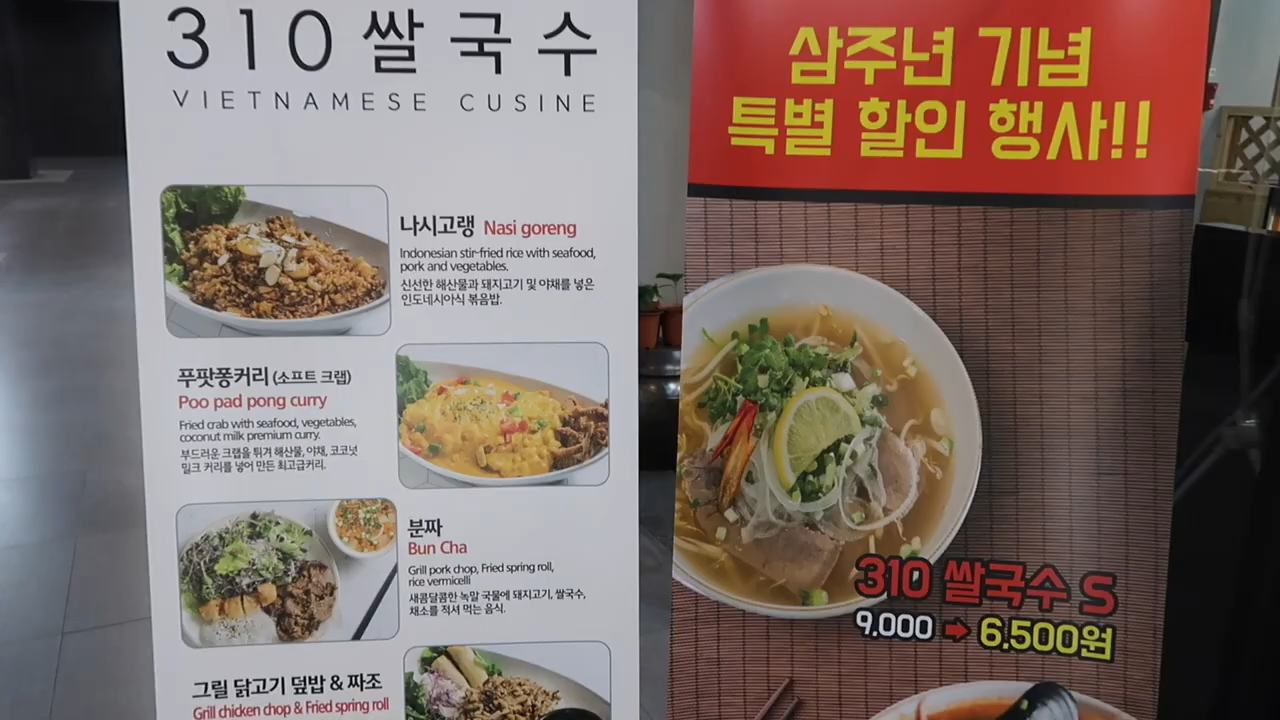 310 쌀국수
VIETNAMESE CUSINE
나시고랭 Nasi goreng
Indonesian stir-fried rice with seafood,
pork and vegetables.
신선한 해산물과 돼지고기 및 야채를 넣은
인도네시아식 볶음밥.
푸팟퐁커리 (소프트 크랩)
Poo pad pong curry
Fried crab with seafood, vegetables,
coconut milk premium curry.
부드러운 크랩을 튀겨 해산물, 야채, 코코넛
밀크 커리를 넣어 만든 최고급커리.
분짜
Bun Cha
Grill pork chop, Fried spring roll,
rice vermicelli
새콤달콤한 녹말 국물에 돼지고기, 쌀국수,
채소를 적셔 먹는 음식.
그릴 닭고기 덮밥 & 짜조
Grill chicken chop & Fried spring roll
삼주년 기념
특별 할인 행사!!
310 쌀국수 S
9,000 ➡ 6,500원